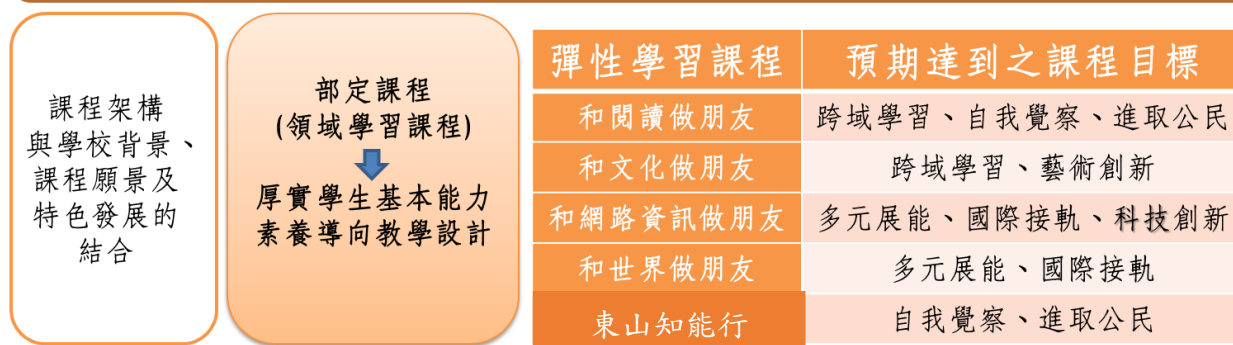 課程架構
與學校背景、
課程願景及
特色發展的
結合
部定課程
(領域學習課程)
厚實學生基本能力
素養導向教學設計
彈性學習課程 預期達到之課程目標
和閱讀做朋友 跨域學習、自我覺察、進取公民
和文化做朋友 跨域學習、藝術創新
和網路資訊做朋友 多元展能、國際接軌、科技創新
和世界做朋友 多元展能、國際接軌
東山知能行 自我覺察、進取公民